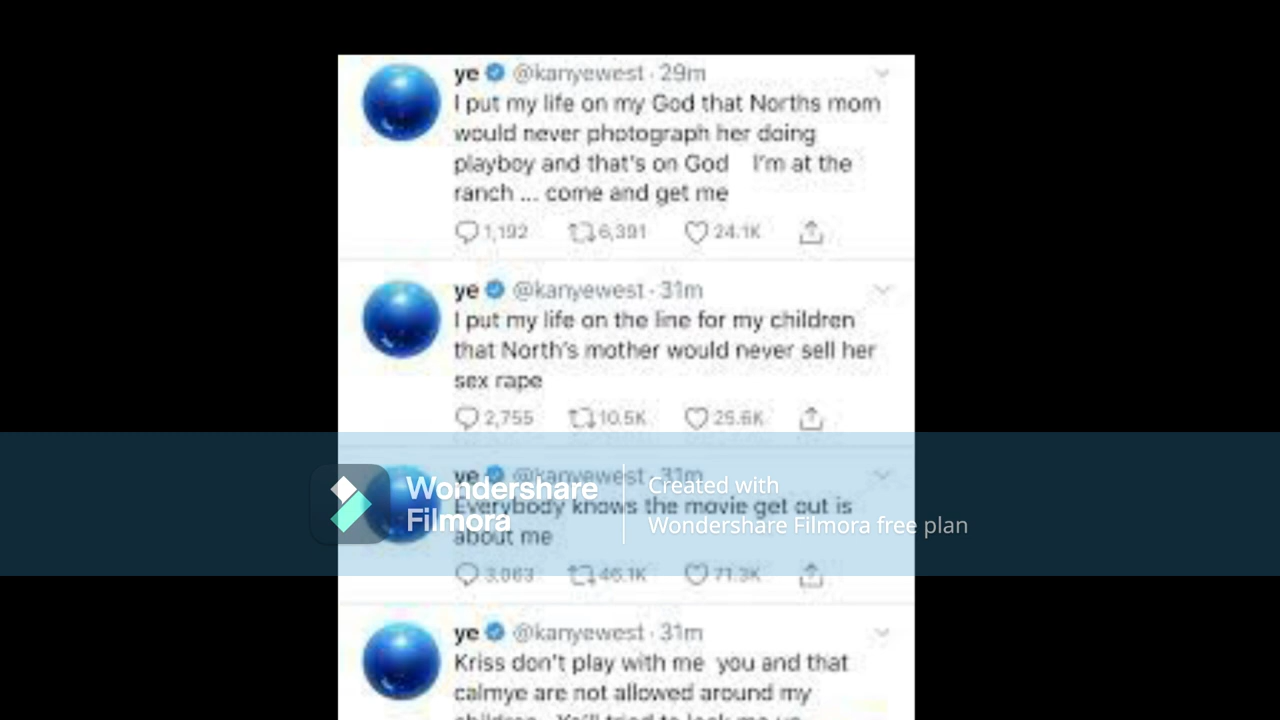 ye @kanyewest · 29m
I put my life on my God that Norths mom
would never photograph her doing
playboy and that's on God I'm at the
ranch ... come and get me
1,192 6,391 24.1K
ye @kanyewest · 31m
I put my life on the line for my children
that North's mother would never sell her
sex rape
2,755 10.5K 25.6K
ye @kanyewest · 31m
Everybody knows the movie get out is
about me
3,063 46.1K 71.3K
Wondershare
Filmora
Created with
Wondershare Filmora free plan
ye @kanyewest · 31m
Kriss don't play with me you and that
calmye are not allowed around my